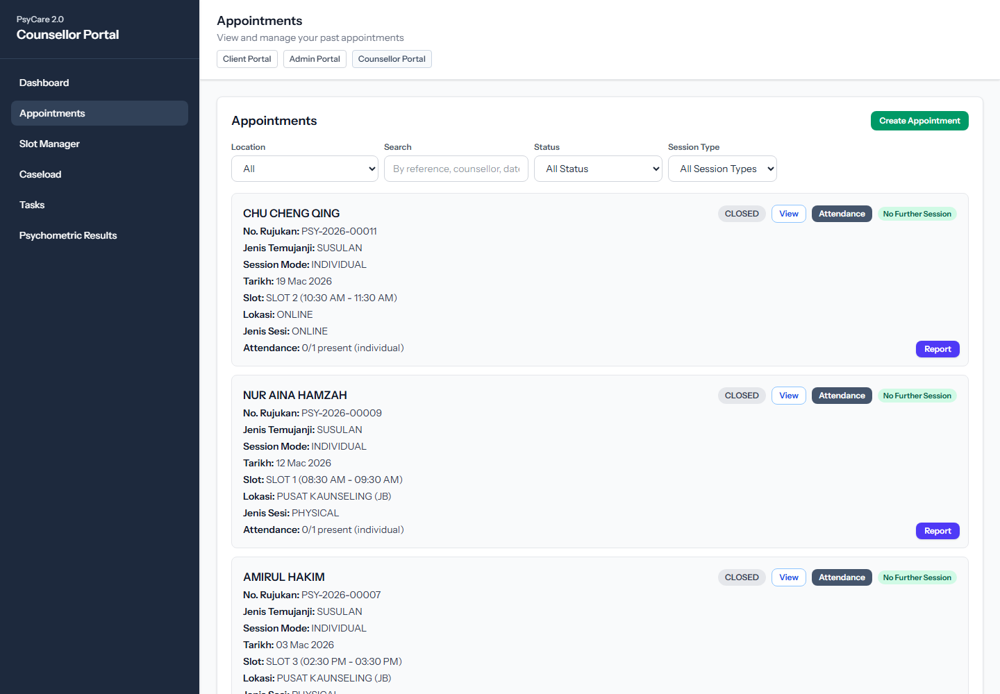 PsyCare 2.0
Counsellor Portal
Dashboard
Appointments
Slot Manager
Caseload
Tasks
Psychometric Results
Appointments
View and manage your past appointments
Client Portal
Admin Portal
Counsellor Portal
Appointments
Create Appointment
Location
Search
Status
Session Type
All
By reference, counsellor, date
All Status
All Session Types
CHU CHENG QING
CLOSED
View
Attendance
No Further Session
No. Rujukan: PSY-2026-00011
Jenis Temujanji: SUSULAN
Session Mode: INDIVIDUAL
Tarikh: 19 Mac 2026
Slot: SLOT 2 (10:30 AM - 11:30 AM)
Lokasi: ONLINE
Jenis Sesi: ONLINE
Attendance: 0/1 present (individual)
Report
NUR AINA HAMZAH
CLOSED
View
Attendance
No Further Session
No. Rujukan: PSY-2026-00009
Jenis Temujanji: SUSULAN
Session Mode: INDIVIDUAL
Tarikh: 12 Mac 2026
Slot: SLOT 1 (08:30 AM - 09:30 AM)
Lokasi: PUSAT KAUNSELING (JB)
Jenis Sesi: PHYSICAL
Attendance: 0/1 present (individual)
Report
AMIRUL HAKIM
CLOSED
View
Attendance
No Further Session
No. Rujukan: PSY-2026-00007
Jenis Temujanji: SUSULAN
Session Mode: INDIVIDUAL
Tarikh: 03 Mac 2026
Slot: SLOT 3 (02:30 PM - 03:30 PM)
Lokasi: PUSAT KAUNSELING (JB)
Jenis Sesi: PHYSICAL